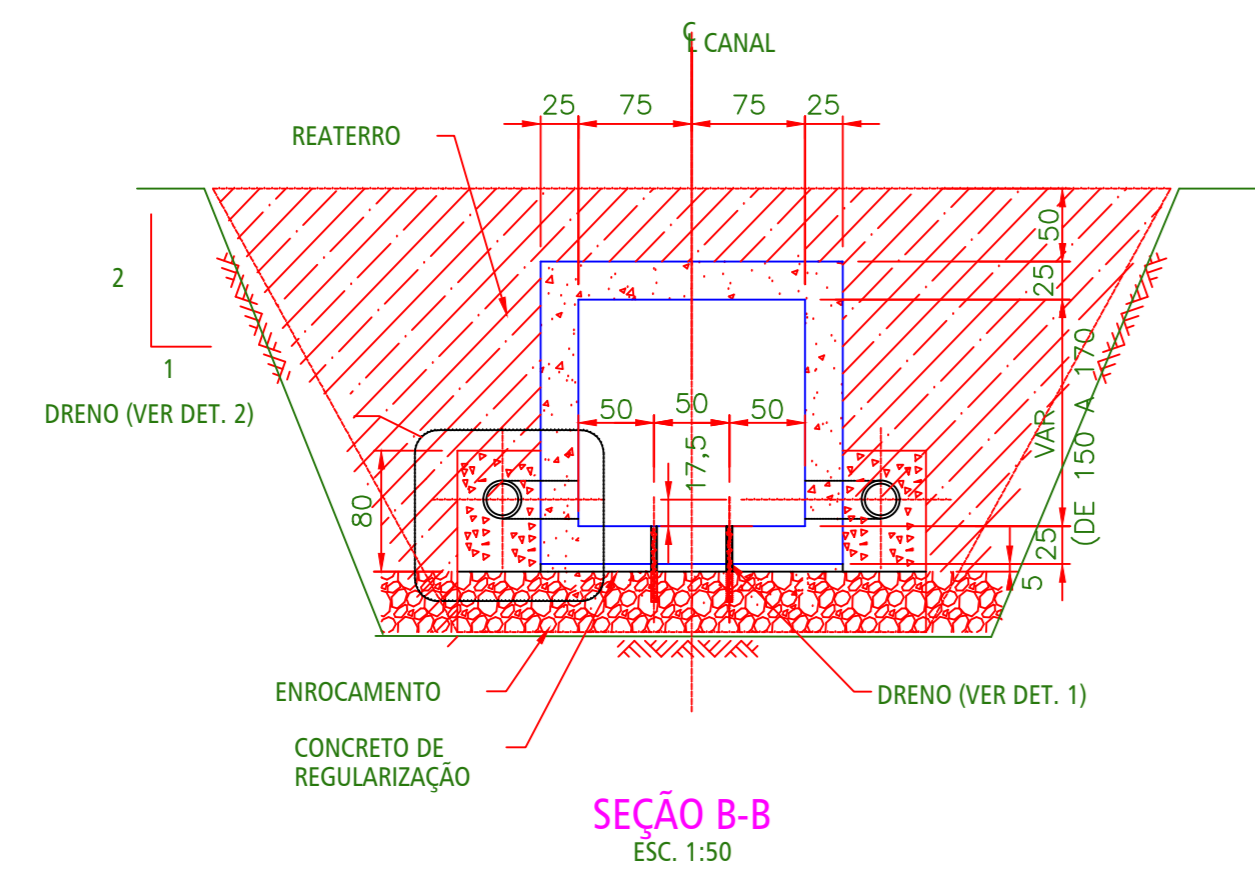 ℄ CANAL
25 75 75 25
REATERRO
50
25
2
1
VAR
(DE 150 A 170
DRENO (VER DET. 2)
50 50 50
17,5
80
25
5
ENROCAMENTO
DRENO (VER DET. 1)
CONCRETO DE
REGULARIZAÇÃO
SEÇÃO B-B
ESC. 1:50